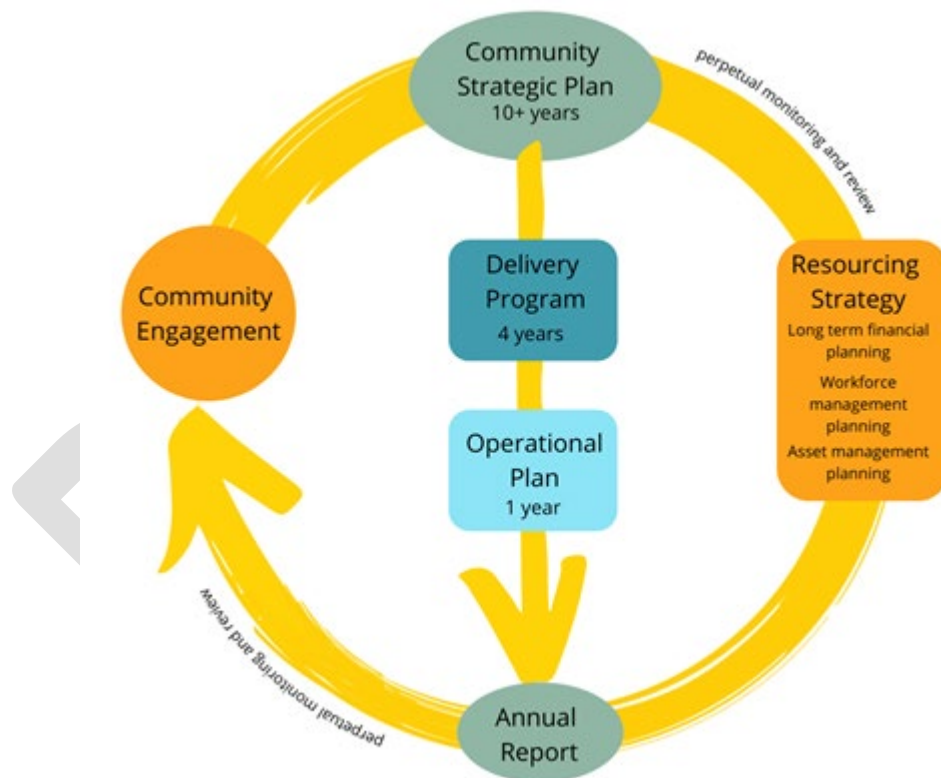 Community
Strategic Plan
10+ years
perpetual monitoring and review
Community
Engagement
Delivery
Program
4 years
Resourcing
Strategy
Long term financial
planning
Workforce
management
planning
Asset management
planning
Operational
Plan
1 year
perpetual monitoring and review
Annual
Report